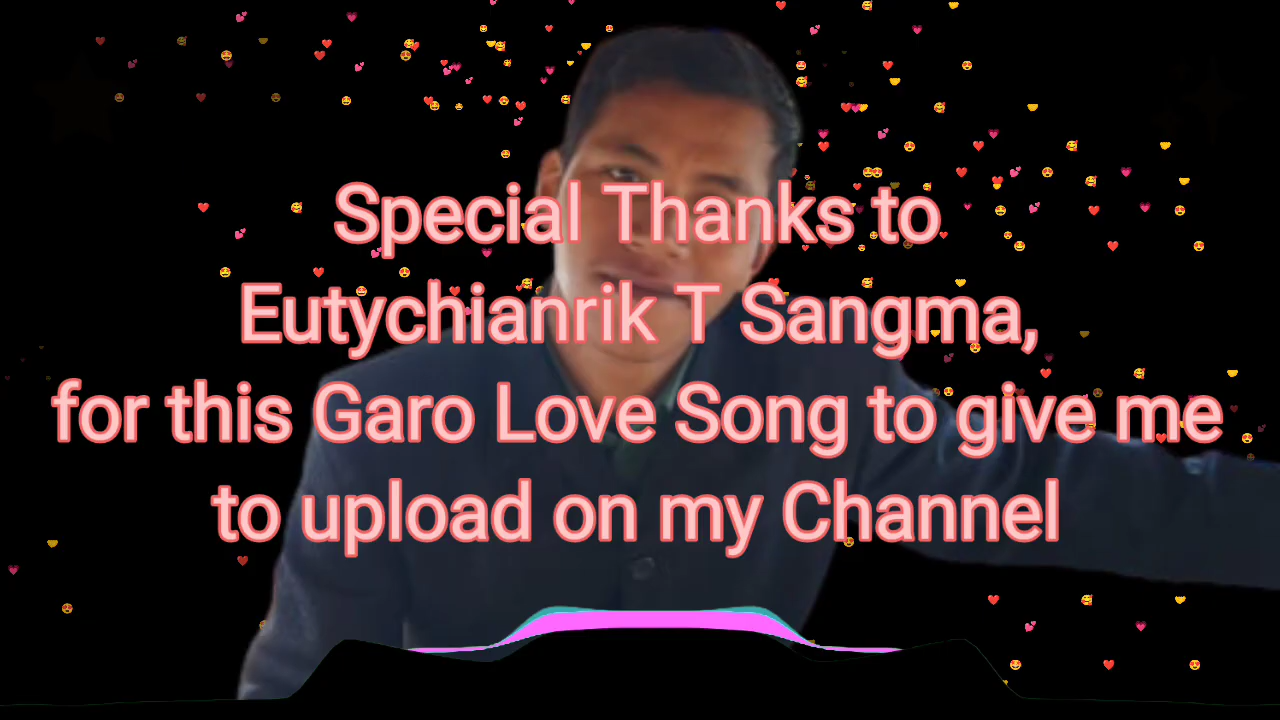 Special Thanks to
Eutychianrik T Sangma,
for this Garo Love Song to give me
to upload on my Channel